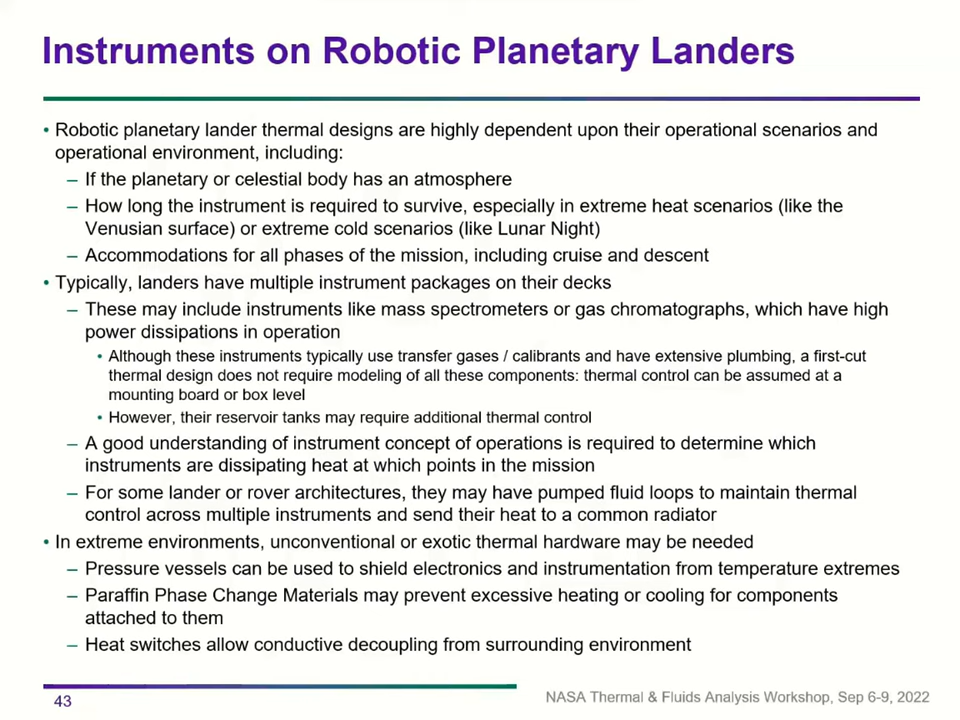 Instruments on Robotic Planetary Landers
• Robotic planetary lander thermal designs are highly dependent upon their operational scenarios and
operational environment, including:
– If the planetary or celestial body has an atmosphere
– How long the instrument is required to survive, especially in extreme heat scenarios (like the
Venusian surface) or extreme cold scenarios (like Lunar Night)
– Accommodations for all phases of the mission, including cruise and descent
• Typically, landers have multiple instrument packages on their decks
– These may include instruments like mass spectrometers or gas chromatographs, which have high
power dissipations in operation
• Although these instruments typically use transfer gases / calibrants and have extensive plumbing, a first-cut
thermal design does not require modeling of all these components: thermal control can be assumed at a
mounting board or box level
• However, their reservoir tanks may require additional thermal control
– A good understanding of instrument concept of operations is required to determine which
instruments are dissipating heat at which points in the mission
– For some lander or rover architectures, they may have pumped fluid loops to maintain thermal
control across multiple instruments and send their heat to a common radiator
• In extreme environments, unconventional or exotic thermal hardware may be needed
– Pressure vessels can be used to shield electronics and instrumentation from temperature extremes
– Paraffin Phase Change Materials may prevent excessive heating or cooling for components
attached to them
– Heat switches allow conductive decoupling from surrounding environment
43
NASA Thermal & Fluids Analysis Workshop, Sep 6-9, 2022